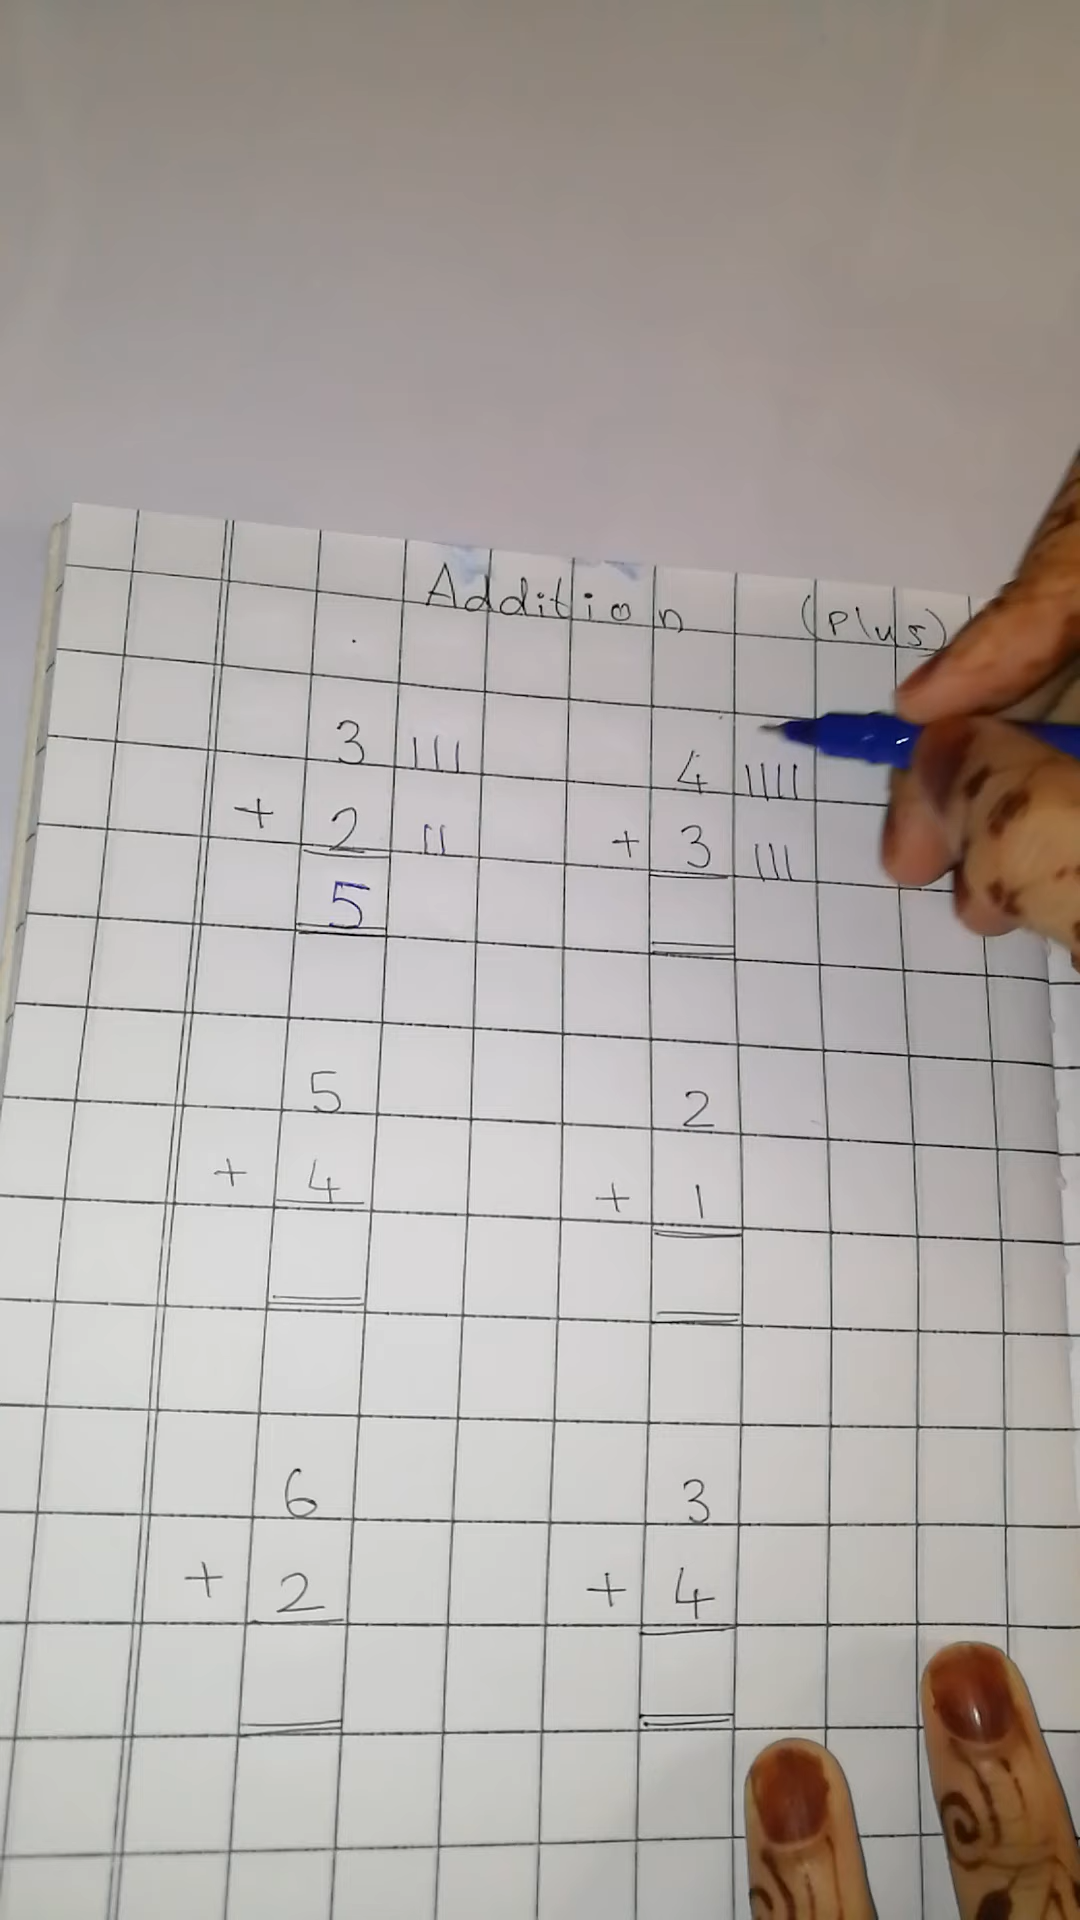 Addition (Plus)
3 ||| 4 ||||
+ 2 || + 3 |||
5
5 2
+ 4 + 1
6 3
+ 2 + 4